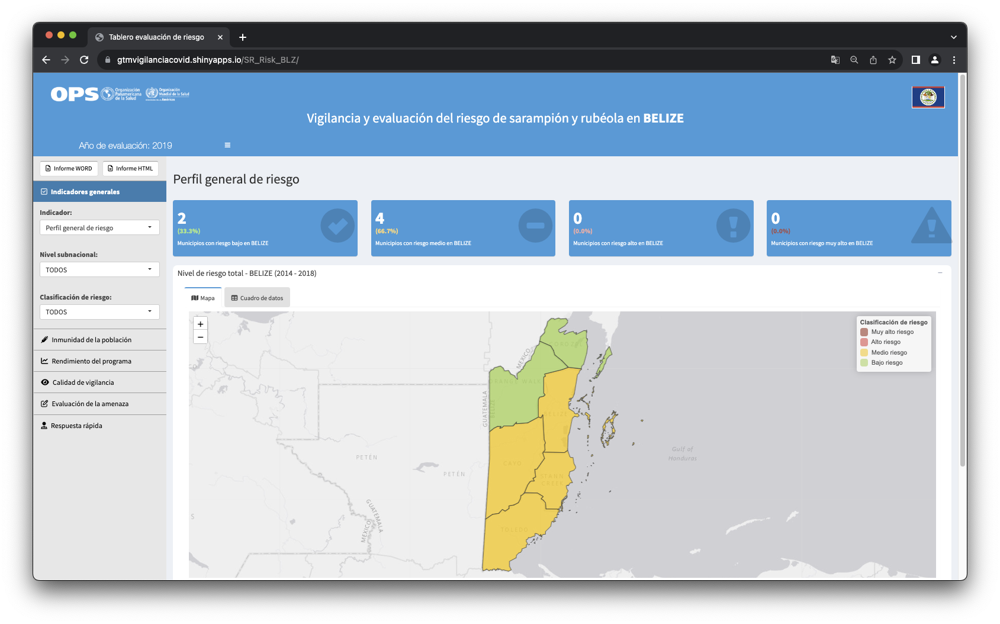 Tablero evaluación de riesgo
gtmvigilanciacovid.shinyapps.io/SR_Risk_BLZ/
OPS
Organización
Panamericana
de la Salud
Organización
Mundial de la Salud
Américas
Vigilancia y evaluación del riesgo de sarampión y rubéola en BELIZE
Año de evaluación: 2019
Informe WORD
Informe HTML
Indicadores generales
Indicador:
Perfil general de riesgo
Nivel subnacional:
TODOS
Clasificación de riesgo:
TODOS
Inmunidad de la población
Rendimiento del programa
Calidad de vigilancia
Evaluación de la amenaza
Respuesta rápida
Perfil general de riesgo
2
(33.3%)
Municipios con riesgo bajo en BELIZE
4
(66.7%)
Municipios con riesgo medio en BELIZE
0
(0.0%)
Municipios con riesgo alto en BELIZE
0
(0.0%)
Municipios con riesgo muy alto en BELIZE
Nivel de riesgo total - BELIZE (2014 - 2018)
Mapa
Cuadro de datos
+
−
Clasificación de riesgo
Muy alto riesgo
Alto riesgo
Medio riesgo
Bajo riesgo
COROZAL
MEXICO
ORANGE WALK
GUATEMALA
BELIZE
BELIZE
PETÉN
PETÉN
CAYO
STANN
CREEK
TOLEDO
Gulf of
Honduras
GUATEMALA
MEXICO
S